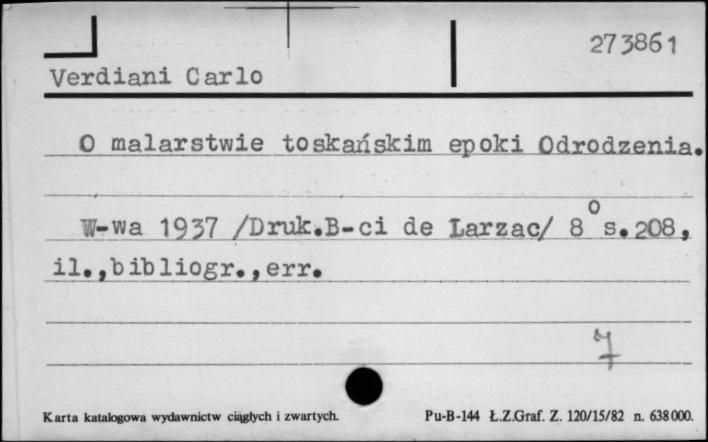 273861
Verdiani Carlo
O malarstwie toskańskim epoki Odrodzenia.
W-wa 1937 /Druk.B-ci de Larzac/ 8° s.208,
il.,bibliogr.,err.
7
Karta katalogowa wydawnictw ciągłych i zwartych. Pu-B-144 Ł.Z.Graf. Z. 120/15/82 n. 638000.